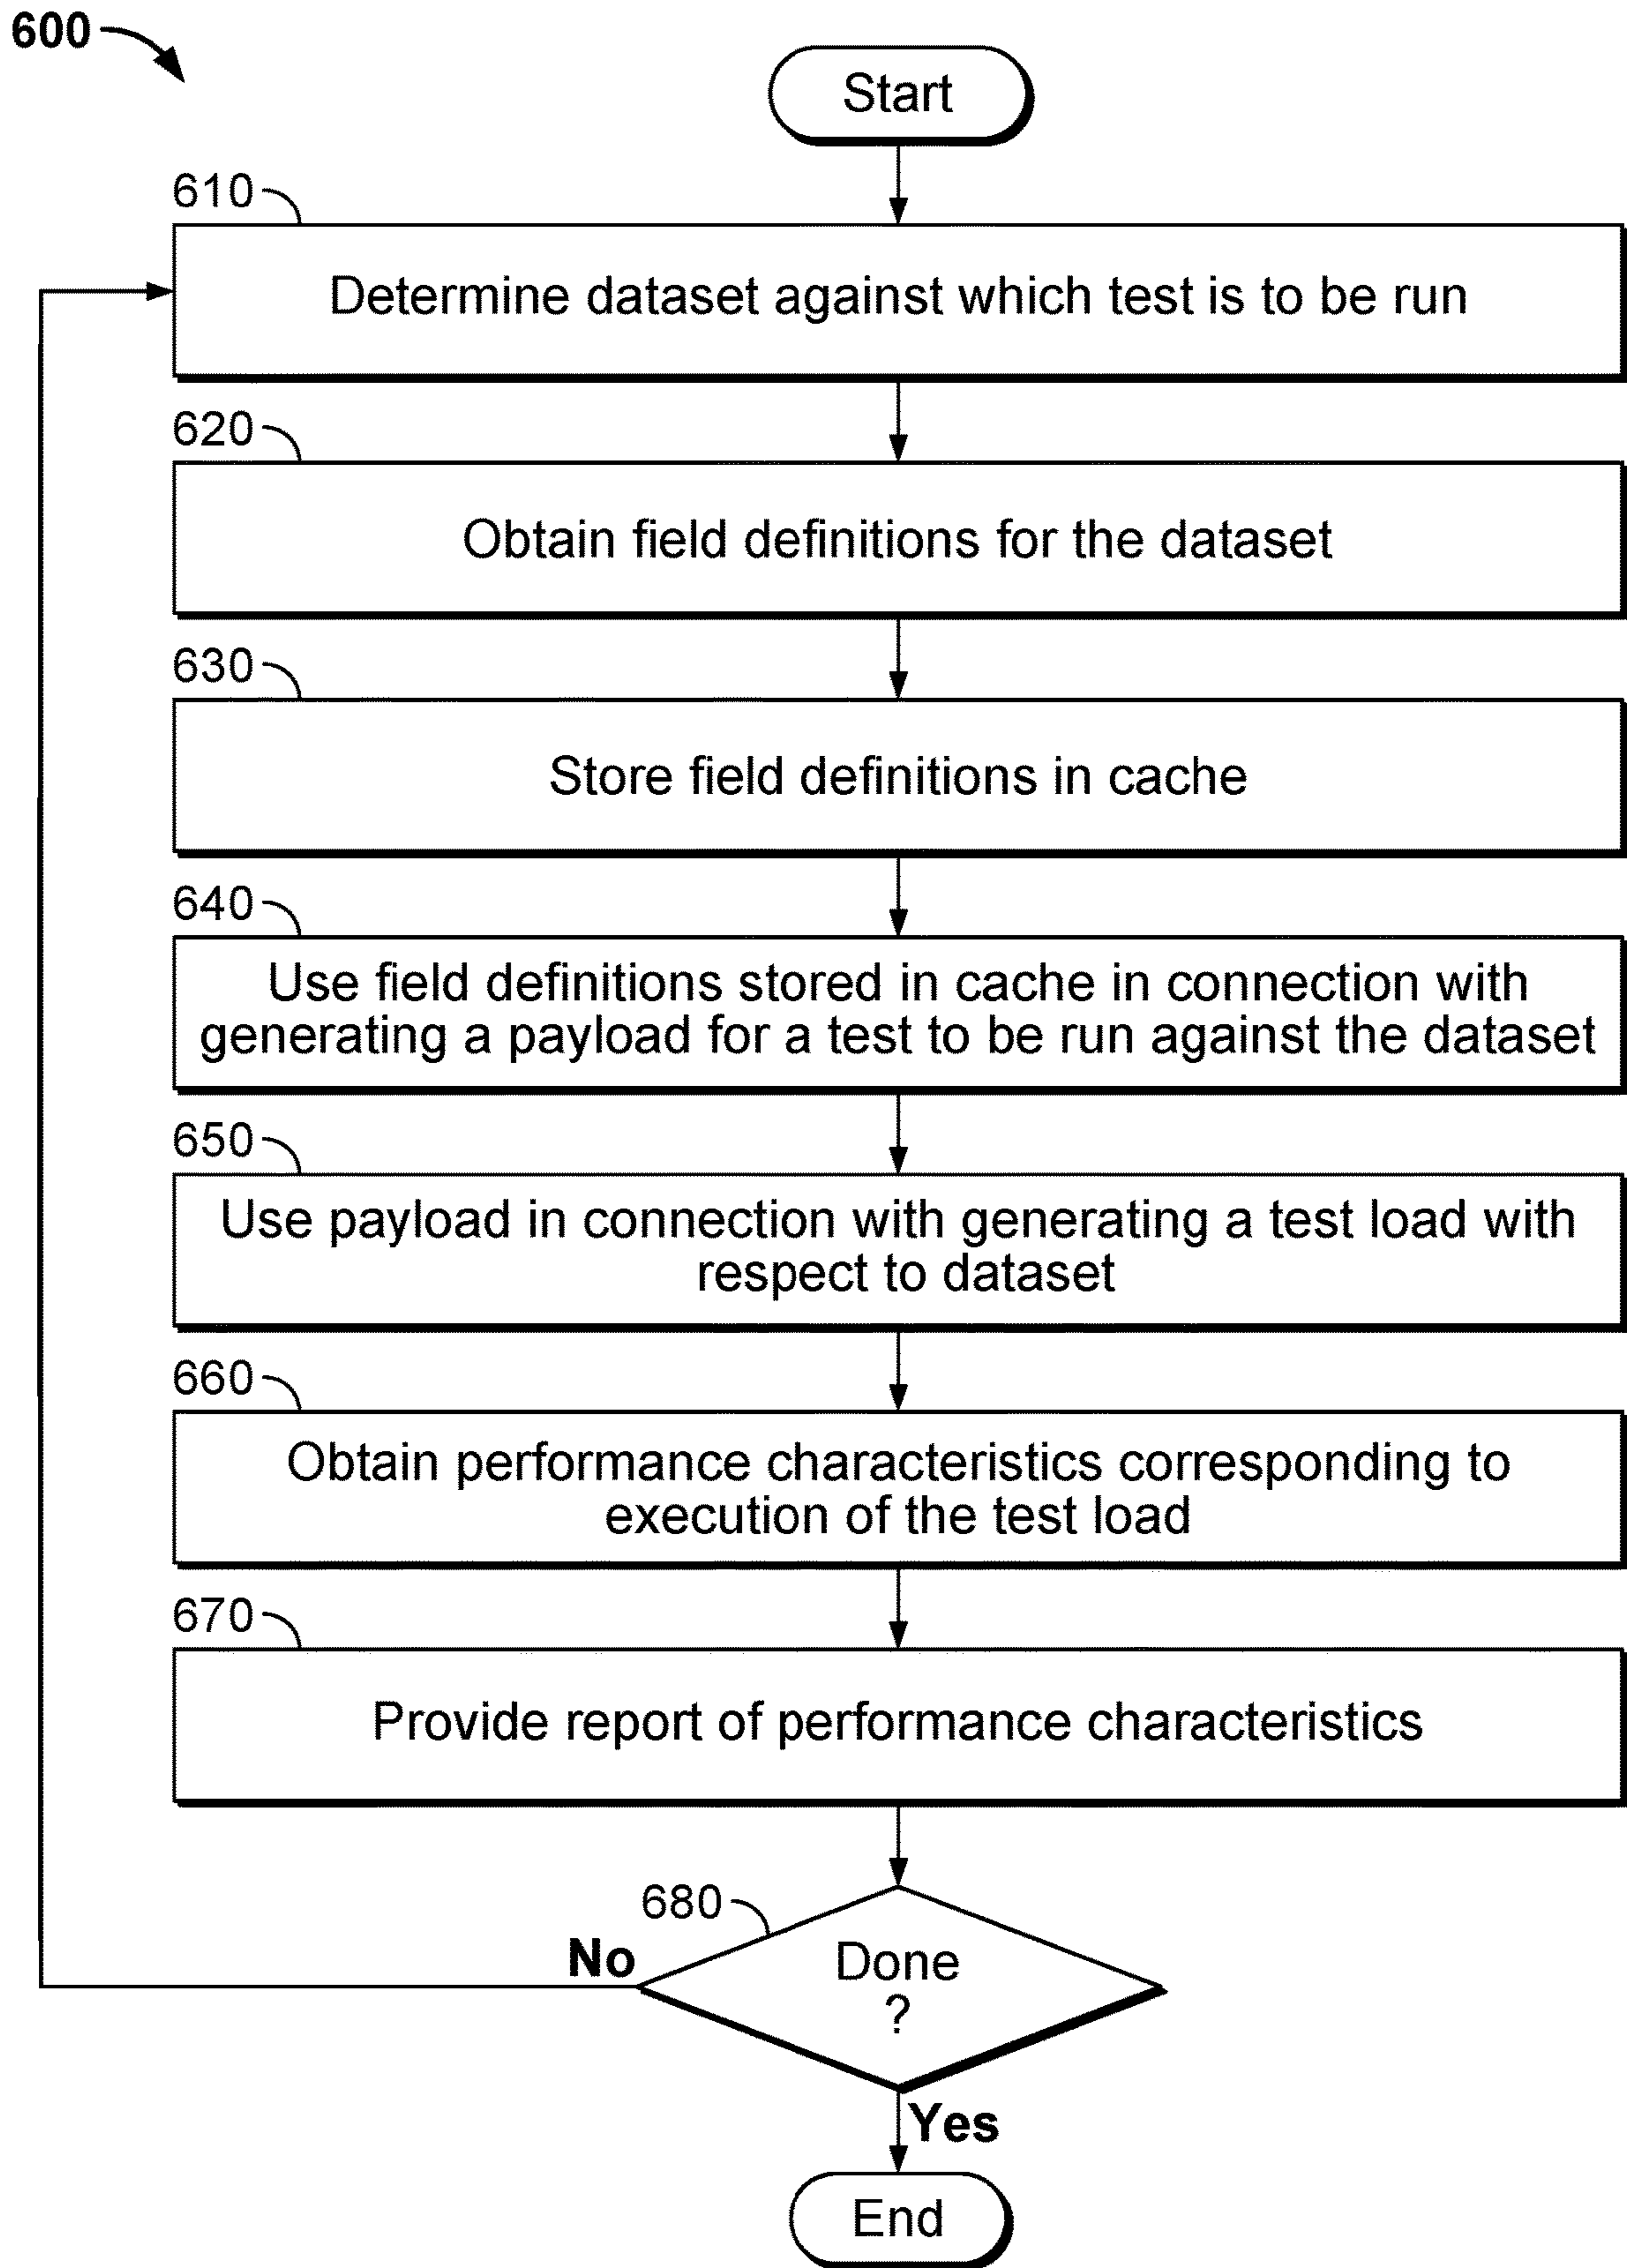 600
Start
610
Determine dataset against which test is to be run
620
Obtain field definitions for the dataset
630
Store field definitions in cache
640
Use field definitions stored in cache in connection with
generating a payload for a test to be run against the dataset
650
Use payload in connection with generating a test load with
respect to dataset
660
Obtain performance characteristics corresponding to
execution of the test load
670
Provide report of performance characteristics
680
No
Done
?
Yes
End